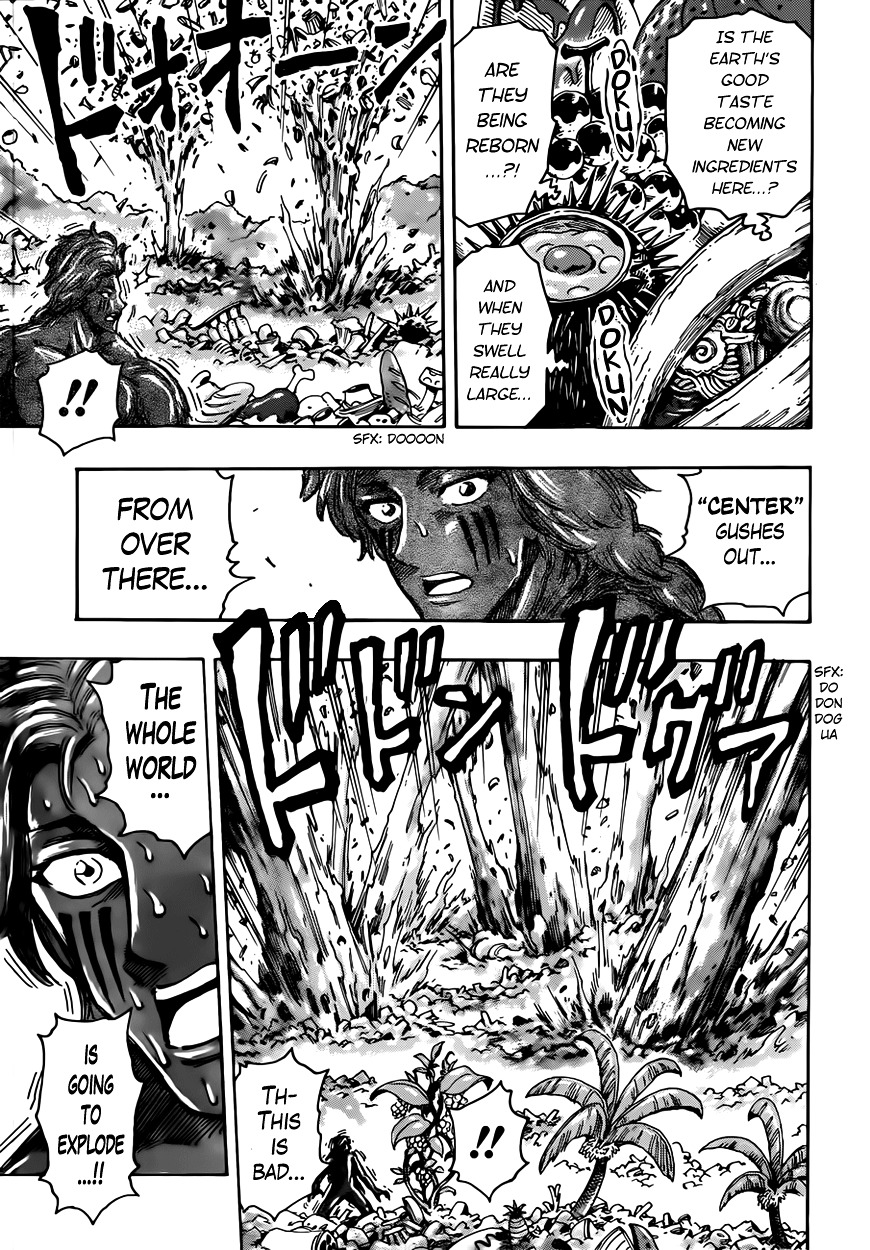 IS THE
EARTH'S
GOOD
TASTE
BECOMING
NEW
INGREDIENTS
HERE...?
ARE
THEY
BEING
REBORN
...?!
DOKUN
AND
WHEN
THEY
SWELL
REALLY
LARGE...
DOKUN
ドオオーン
!!
SFX: DOOOON
"CENTER"
GUSHES
OUT...
FROM
OVER
THERE...
ドドンドグァ
SFX:
DO
DON
DOG
UA
!!
TH-
THIS
IS
BAD...
THE
WHOLE
WORLD
...
IS
GOING
TO
EXPLODE
...!!